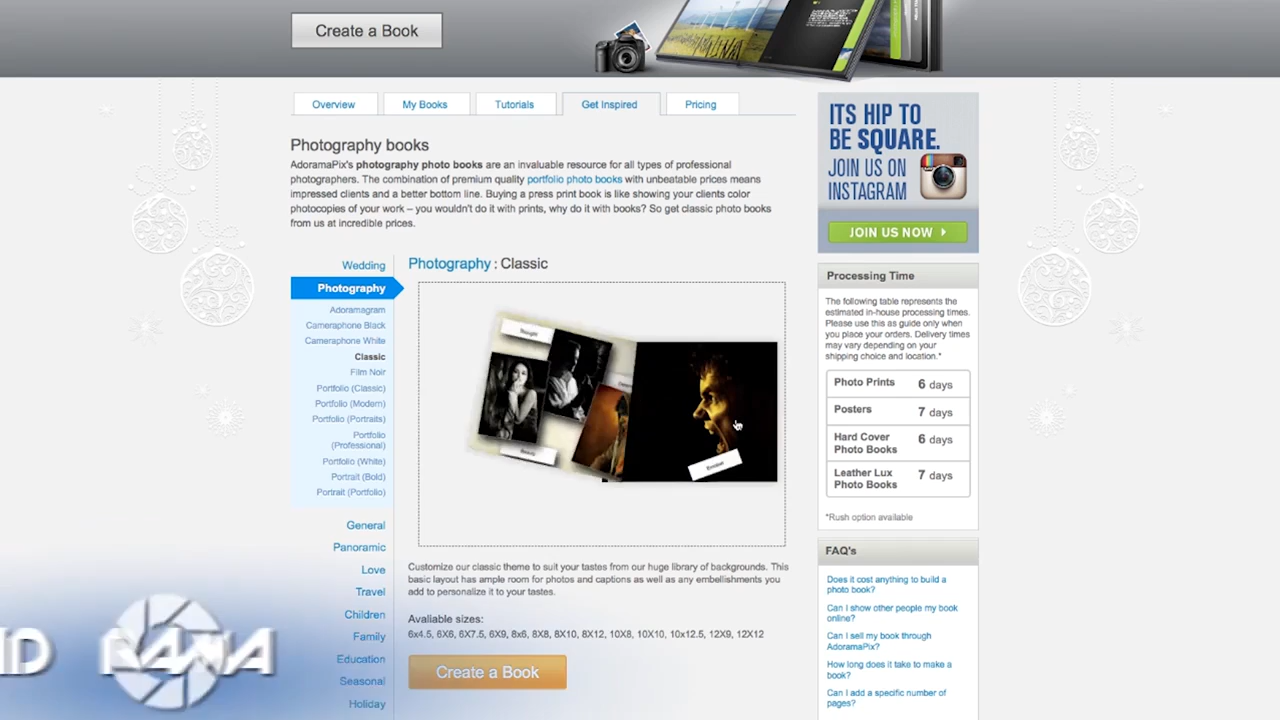 Create a Book
Overview
My Books
Tutorials
Get Inspired
Pricing
Photography books
AdoramaPix's photography photo books are an invaluable resource for all types of professional
photographers. The combination of premium quality portfolio photo books with unbeatable prices means
impressed clients and a better bottom line. Buying a press print book is like showing your clients color
photocopies of your work – you wouldn't do it with prints, why do it with books? So get classic photo books
from us at incredible prices.
Wedding
Photography
Adoramagram
Cameraphone Black
Cameraphone White
Classic
Film Noir
Portfolio (Classic)
Portfolio (Modern)
Portfolio (Portraits)
Portfolio
(Professional)
Portfolio (White)
Portrait (Bold)
Portrait (Portfolio)
General
Panoramic
Love
Travel
Children
Family
Education
Seasonal
Holiday
Photography : Classic
Beauty
Emotion
Customize our classic theme to suit your tastes from our huge library of backgrounds. This
basic layout has ample room for photos and captions as well as any embellishments you
add to personalize it to your tastes.
Available sizes:
6x4.5, 6X6, 8X7.5, 6X9, 8x6, 8X8, 8X10, 8X12, 10X8, 10X10, 10x12.5, 12X9, 12X12
Create a Book
ITS HIP TO
BE SQUARE.
JOIN US ON
INSTAGRAM
JOIN US NOW
Processing Time
The following table represents the
estimated in-house processing times.
Please use this as guide only when
you place your orders. Delivery times
may vary depending on your
shipping choice and location.*
Photo Prints 6 days
Posters 7 days
Hard Cover
Photo Books 6 days
Leather Lux
Photo Books 7 days
*Rush option available
FAQ's
Does it cost anything to build a
photo book?
Can I show other people my book
online?
Can I sell my book through
AdoramaPix?
How long does it take to make a
book?
Can I add a specific number of
pages?